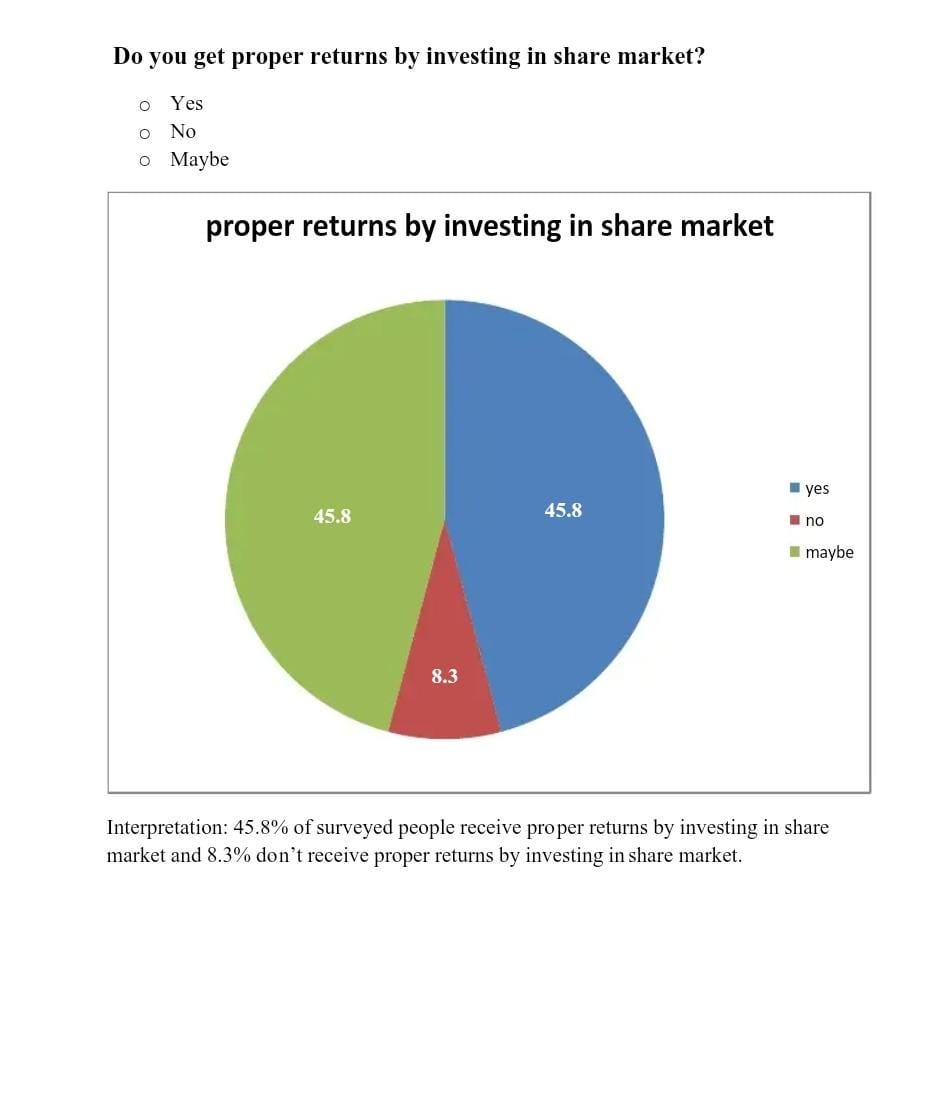 Do you get proper returns by investing in share market?
o Yes
o No
o Maybe
proper returns by investing in share market
45.8
45.8
8.3
yes
no
maybe
Interpretation: 45.8% of surveyed people receive proper returns by investing in share
market and 8.3% don’t receive proper returns by investing in share market.